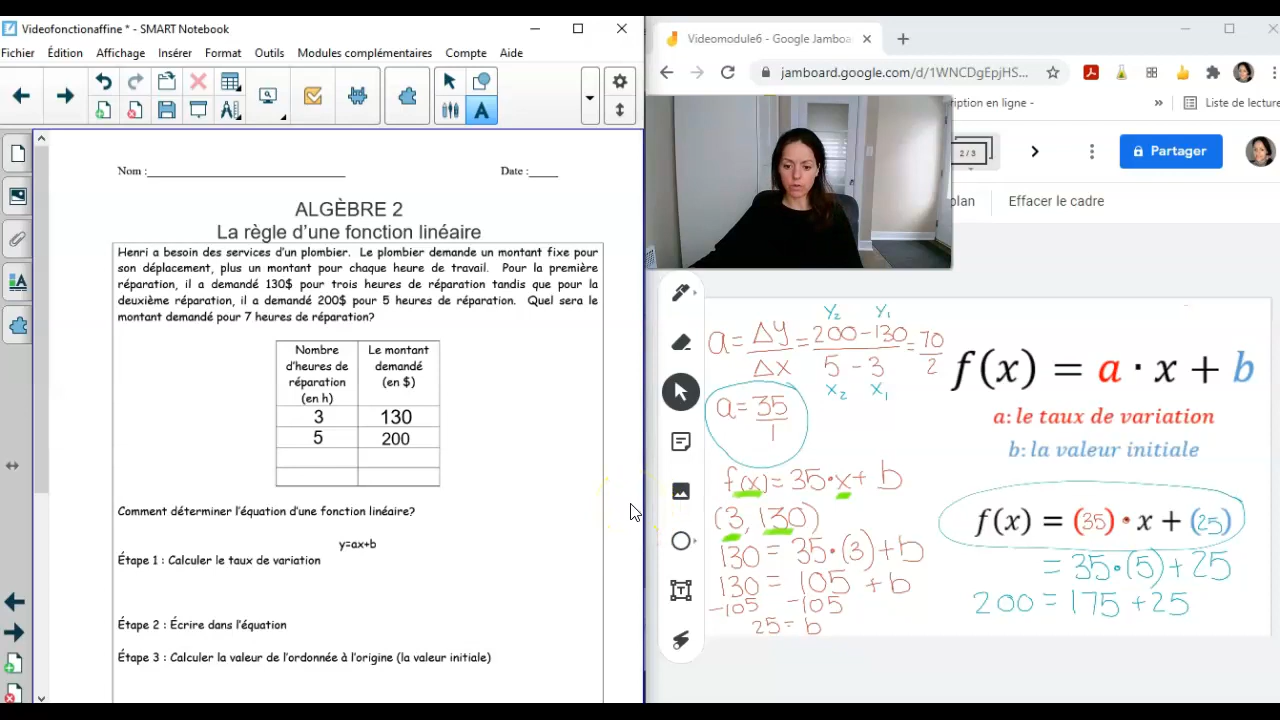 Videofonctionaffine * - SMART Notebook
Fichier Édition Affichage Insérer Format Outils Modules complémentaires Compte Aide
Nom : Date :
ALGÈBRE 2
La règle d'une fonction linéaire
Henri a besoin des services d'un plombier. Le plombier demande un montant fixe pour
son déplacement, plus un montant pour chaque heure de travail. Pour la première
réparation, il a demandé 130$ pour trois heures de réparation tandis que pour la
deuxième réparation, il a demandé 200$ pour 5 heures de réparation. Quel sera le
montant demandé pour 7 heures de réparation?
Nombre d'heures de réparation (en h) Le montant demandé (en $)
3 130
5 200
Comment déterminer l'équation d'une fonction linéaire?
y=ax+b
Étape 1 : Calculer le taux de variation
Étape 2 : Écrire dans l'équation
Étape 3 : Calculer la valeur de l'ordonnée à l'origine (la valeur initiale)
Videomodule6 - Google Jamboa
jamboard.google.com/d/1WNCDgEpjHS...
ription en ligne - » Liste de lecture
2/3 Partager
plan Effacer le cadre
y2 y1
a = Δy/Δx = 200 - 130 / 5 - 3 = 70/2
x2 x1
a = 35/1
f(x) = 35·x + b
(3, 130)
130 = 35·(3) + b
130 = 105 + b
-105 -105
25 = b
f(x) = a · x + b
a: le taux de variation
b: la valeur initiale
f(x) = (35) · x + (25)
= 35·(5) + 25
200 = 175 + 25